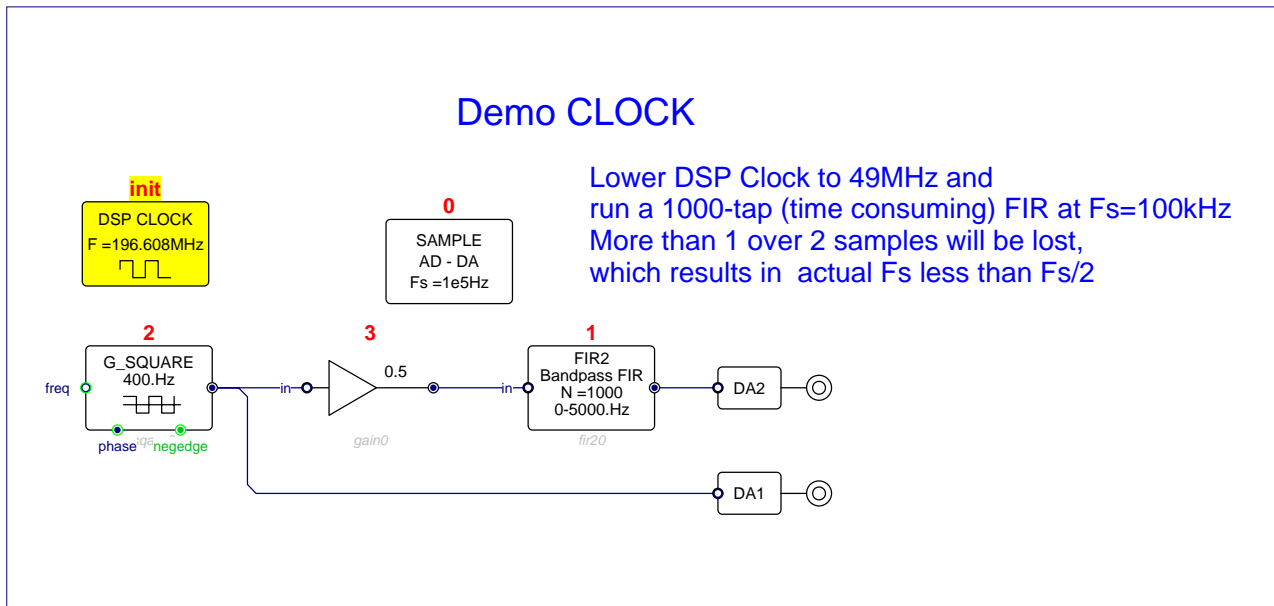 Demo CLOCK
init
DSP CLOCK
F =196.608MHz
0
SAMPLE
AD - DA
Fs =1e5Hz
Lower DSP Clock to 49MHz and
run a 1000-tap (time consuming) FIR at Fs=100kHz
More than 1 over 2 samples will be lost,
which results in  actual Fs less than Fs/2
2
G_SQUARE
400.Hz
freq
phase
negedge
3
in
0.5
gain0
1
in
FIR2
Bandpass FIR
N =1000
0-5000.Hz
fir20
DA2
DA1